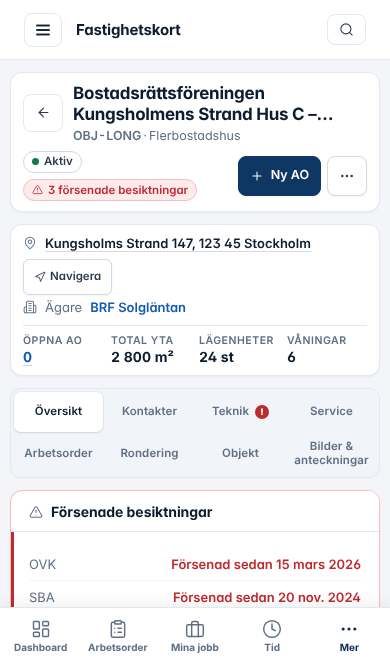 Fastighetskort
Bostadsrättsföreningen
Kungsholmens Strand Hus C –...
OBJ-LONG · Flerbostadshus
Aktiv
3 försenade besiktningar
Ny AO
Kungsholms Strand 147, 123 45 Stockholm
Navigera
Ägare BRF Solgläntan
ÖPPNA AO TOTAL YTA LÄGENHETER VÅNINGAR
0 2 800 m² 24 st 6
Översikt Kontakter Teknik Service
Arbetsorder Rondering Objekt Bilder &
anteckningar
Försenade besiktningar
OVK Försenad sedan 15 mars 2026
SBA Försenad sedan 20 nov. 2024
Dashboard Arbetsorder Mina jobb Tid Mer